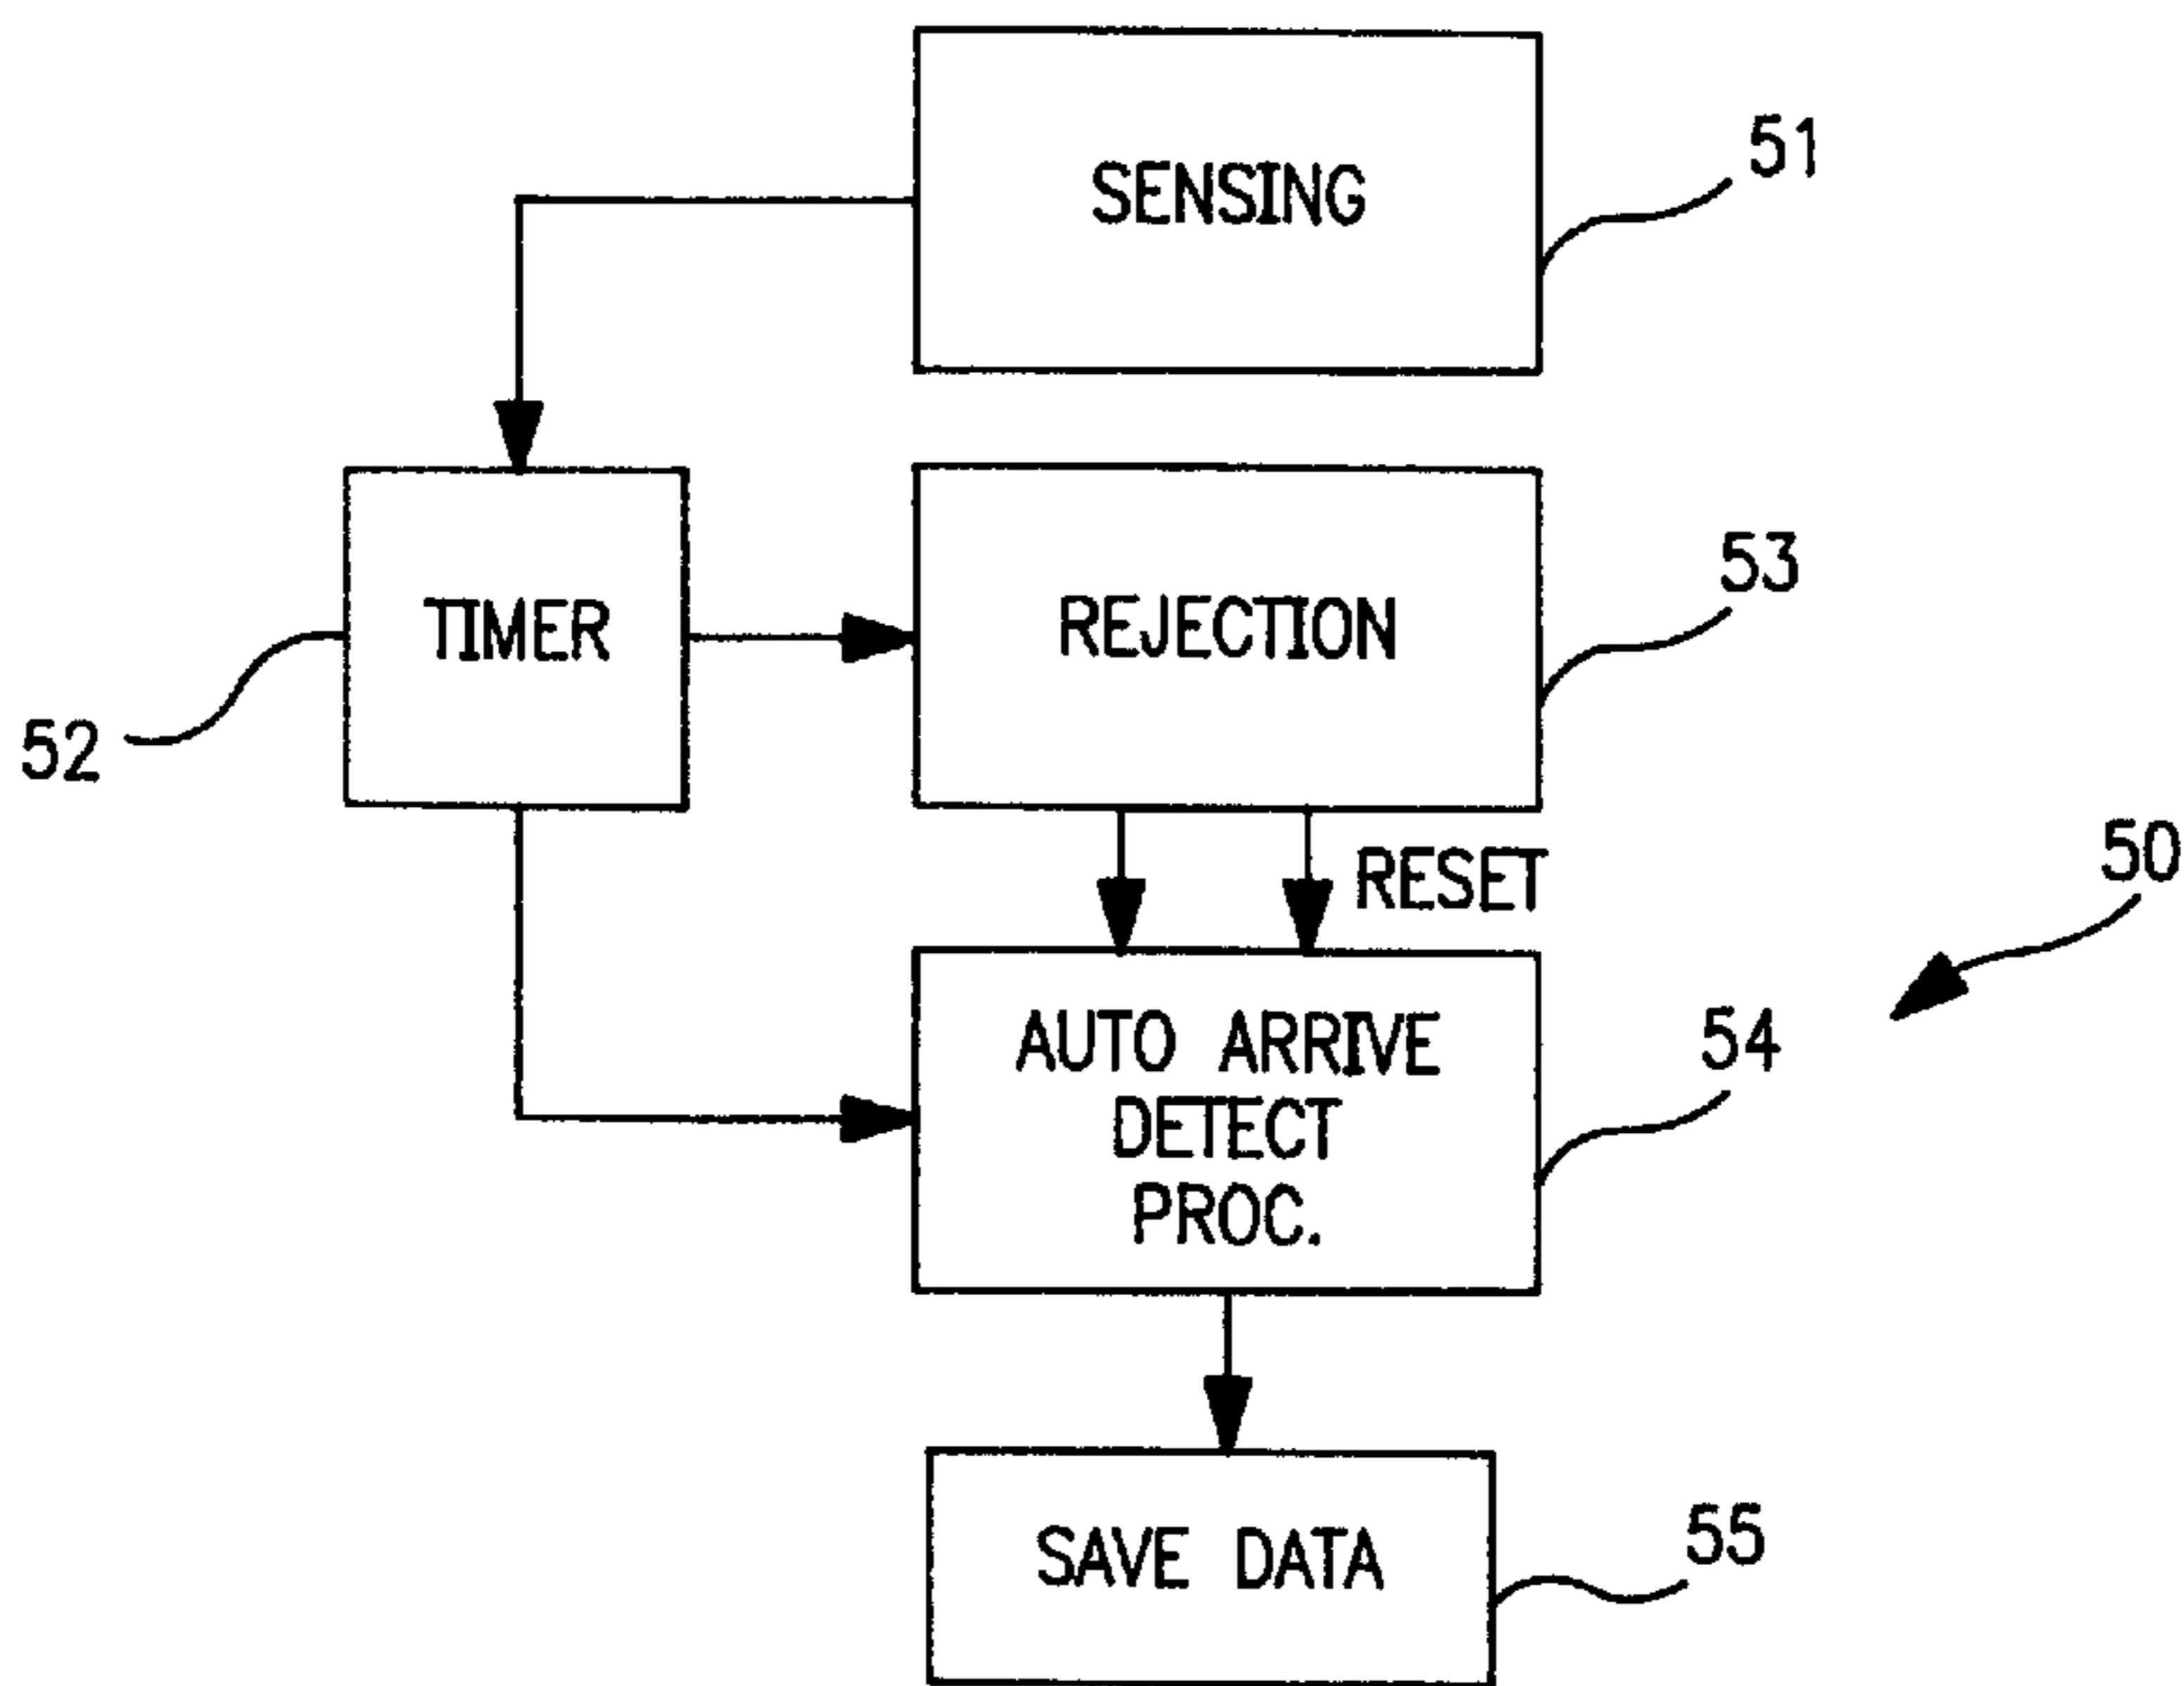 SENSING
51
TIMER
52
REJECTION
53
RESET
50
AUTO ARRIVE
DETECT
PROC.
54
SAVE DATA
55